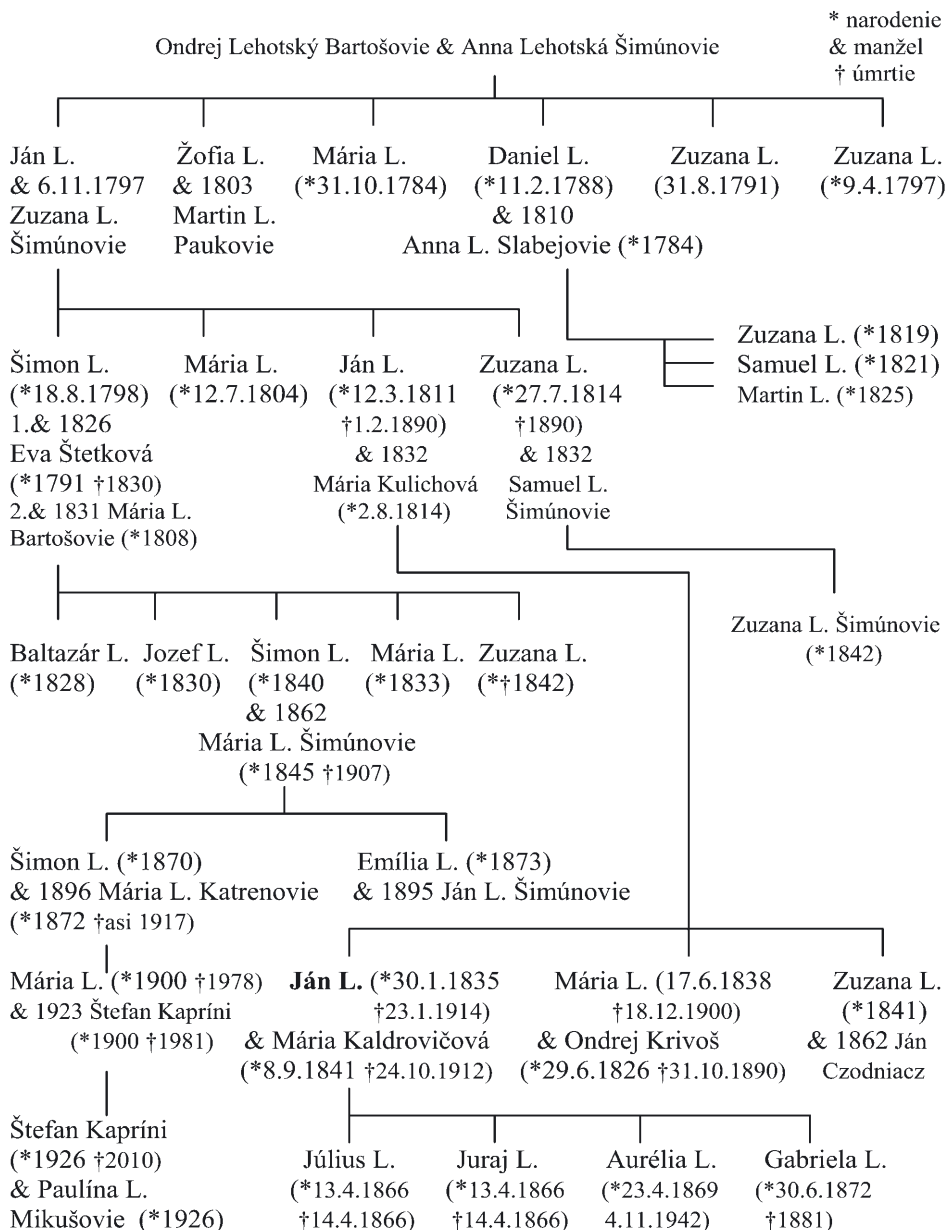 * narodenie
& manžel
† úmrtie
Ondrej Lehotský Bartošovie & Anna Lehotská Šimúnovie
Ján L.
& 6.11.1797
Zuzana L.
Šimúnovie
Žofia L.
& 1803
Martin L.
Paukovie
Mária L.
(*31.10.1784)
Daniel L.
(*11.2.1788)
& 1810
Anna L. Slabejovie (*1784)
Zuzana L.
(31.8.1791)
Zuzana L.
(*9.4.1797)
Zuzana L. (*1819)
Samuel L. (*1821)
Martin L. (*1825)
Šimon L.
(*18.8.1798)
1.& 1826
Eva Štetková
(*1791 †1830)
2.& 1831 Mária L.
Bartošovie (*1808)
Mária L.
(*12.7.1804)
Ján L.
(*12.3.1811
†1.2.1890)
& 1832
Mária Kulichová
(*2.8.1814)
Zuzana L.
(*27.7.1814
†1890)
& 1832
Samuel L.
Šimúnovie
Zuzana L. Šimúnovie
(*1842)
Baltazár L.
(*1828)
Jozef L.
(*1830)
Šimon L.
(*1840
& 1862
Mária L. Šimúnovie
(*1845 †1907)
Mária L.
(*1833)
Zuzana L.
(*†1842)
Šimon L. (*1870)
& 1896 Mária L. Katrenovie
(*1872 †asi 1917)
Emília L. (*1873)
& 1895 Ján L. Šimúnovie
Mária L. (*1900 †1978)
& 1923 Štefan Kapríni
(*1900 †1981)
Ján L. (*30.1.1835
†23.1.1914)
& Mária Kaldrovičová
(*8.9.1841 †24.10.1912)
Mária L. (17.6.1838
†18.12.1900)
& Ondrej Krivoš
(*29.6.1826 †31.10.1890)
Zuzana L.
(*1841)
& 1862 Ján
Czodniacz
Štefan Kapríni
(*1926 †2010)
& Paulína L.
Mikušovie (*1926)
Július L.
(*13.4.1866
†14.4.1866)
Juraj L.
(*13.4.1866
†14.4.1866)
Aurélia L.
(*23.4.1869
4.11.1942)
Gabriela L.
(*30.6.1872
†1881)